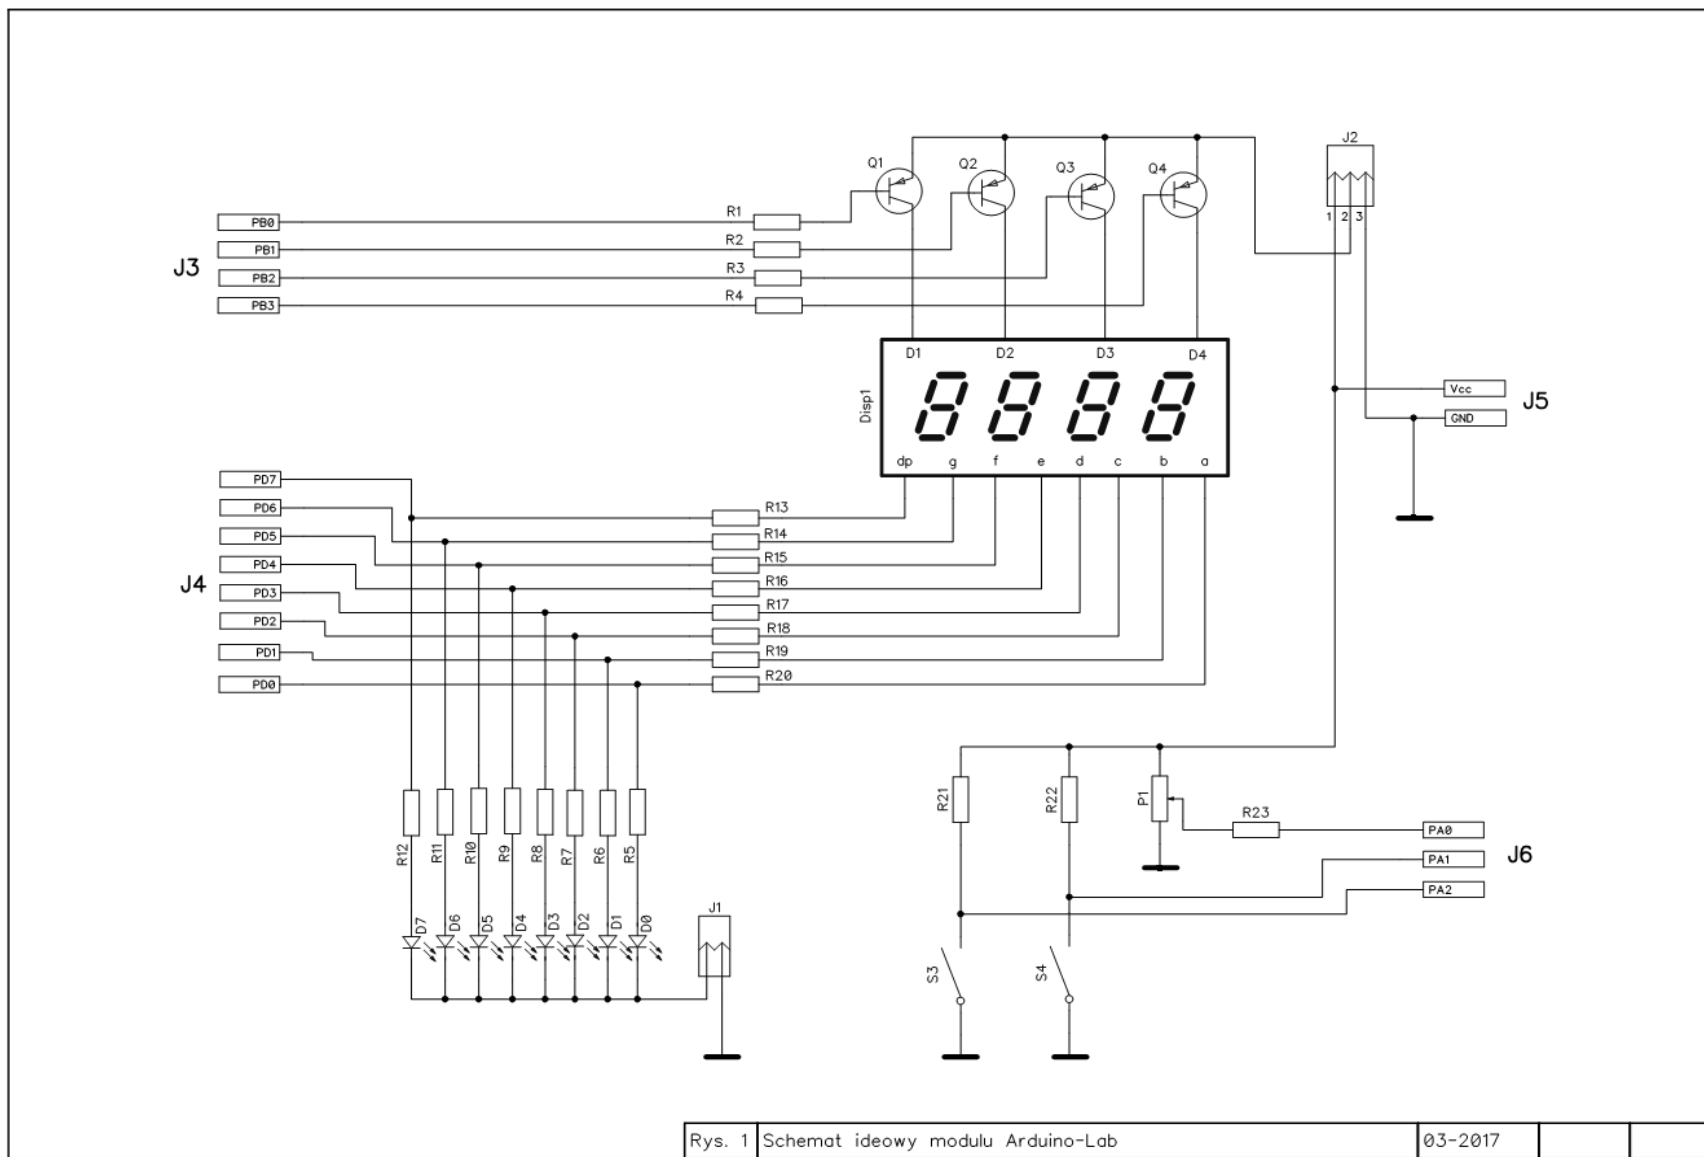 J2
Q1
Q2
Q3
Q4
1 2 3
PB0
R1
PB1
R2
J3
PB2
R3
PB3
R4
D1 D2 D3 D4
Disp1
Vcc
J5
GND
dp g f e d c b a
PD7
PD6
R13
PD5
R14
PD4
R15
J4
R16
PD3
R17
PD2
R18
PD1
R19
PD0
R20
R21
R22
P1
R23
PA0
J6
PA1
PA2
R12
R11
R10
R9
R8
R7
R6
R5
D7
D6
D5
D4
D3
D2
D1
D0
J1
S3
S4
Rys. 1 Schemat ideowy modulu Arduino-Lab 03-2017